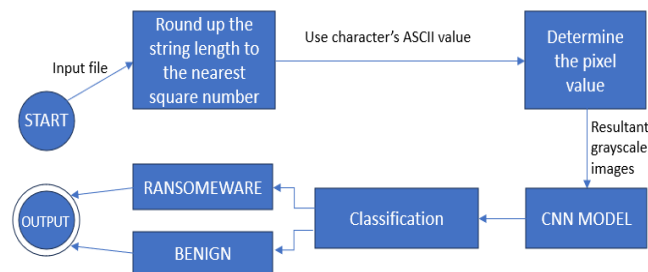 Round up the
string length to
the nearest
square number
Use character's ASCII value
Determine
the pixel
value
Input file
START
Resultant
grayscale
images
RANSOMEWARE
Classification
CNN MODEL
OUTPUT
BENIGN